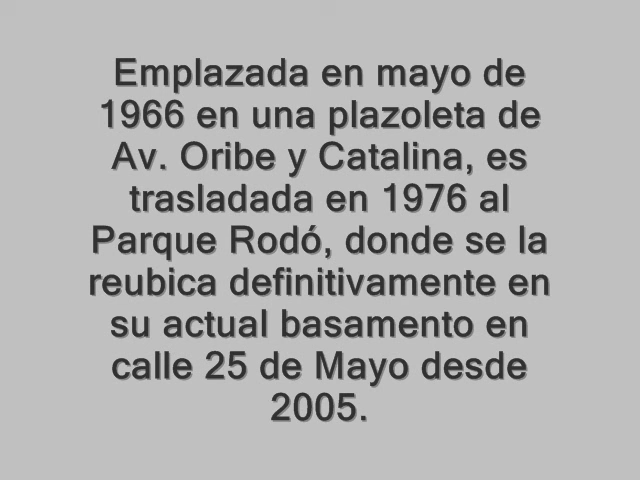 Emplazada en mayo de
1966 en una plazoleta de
Av. Oribe y Catalina, es
trasladada en 1976 al
Parque Rodó, donde se la
reubica definitivamente en
su actual basamento en
calle 25 de Mayo desde
2005.